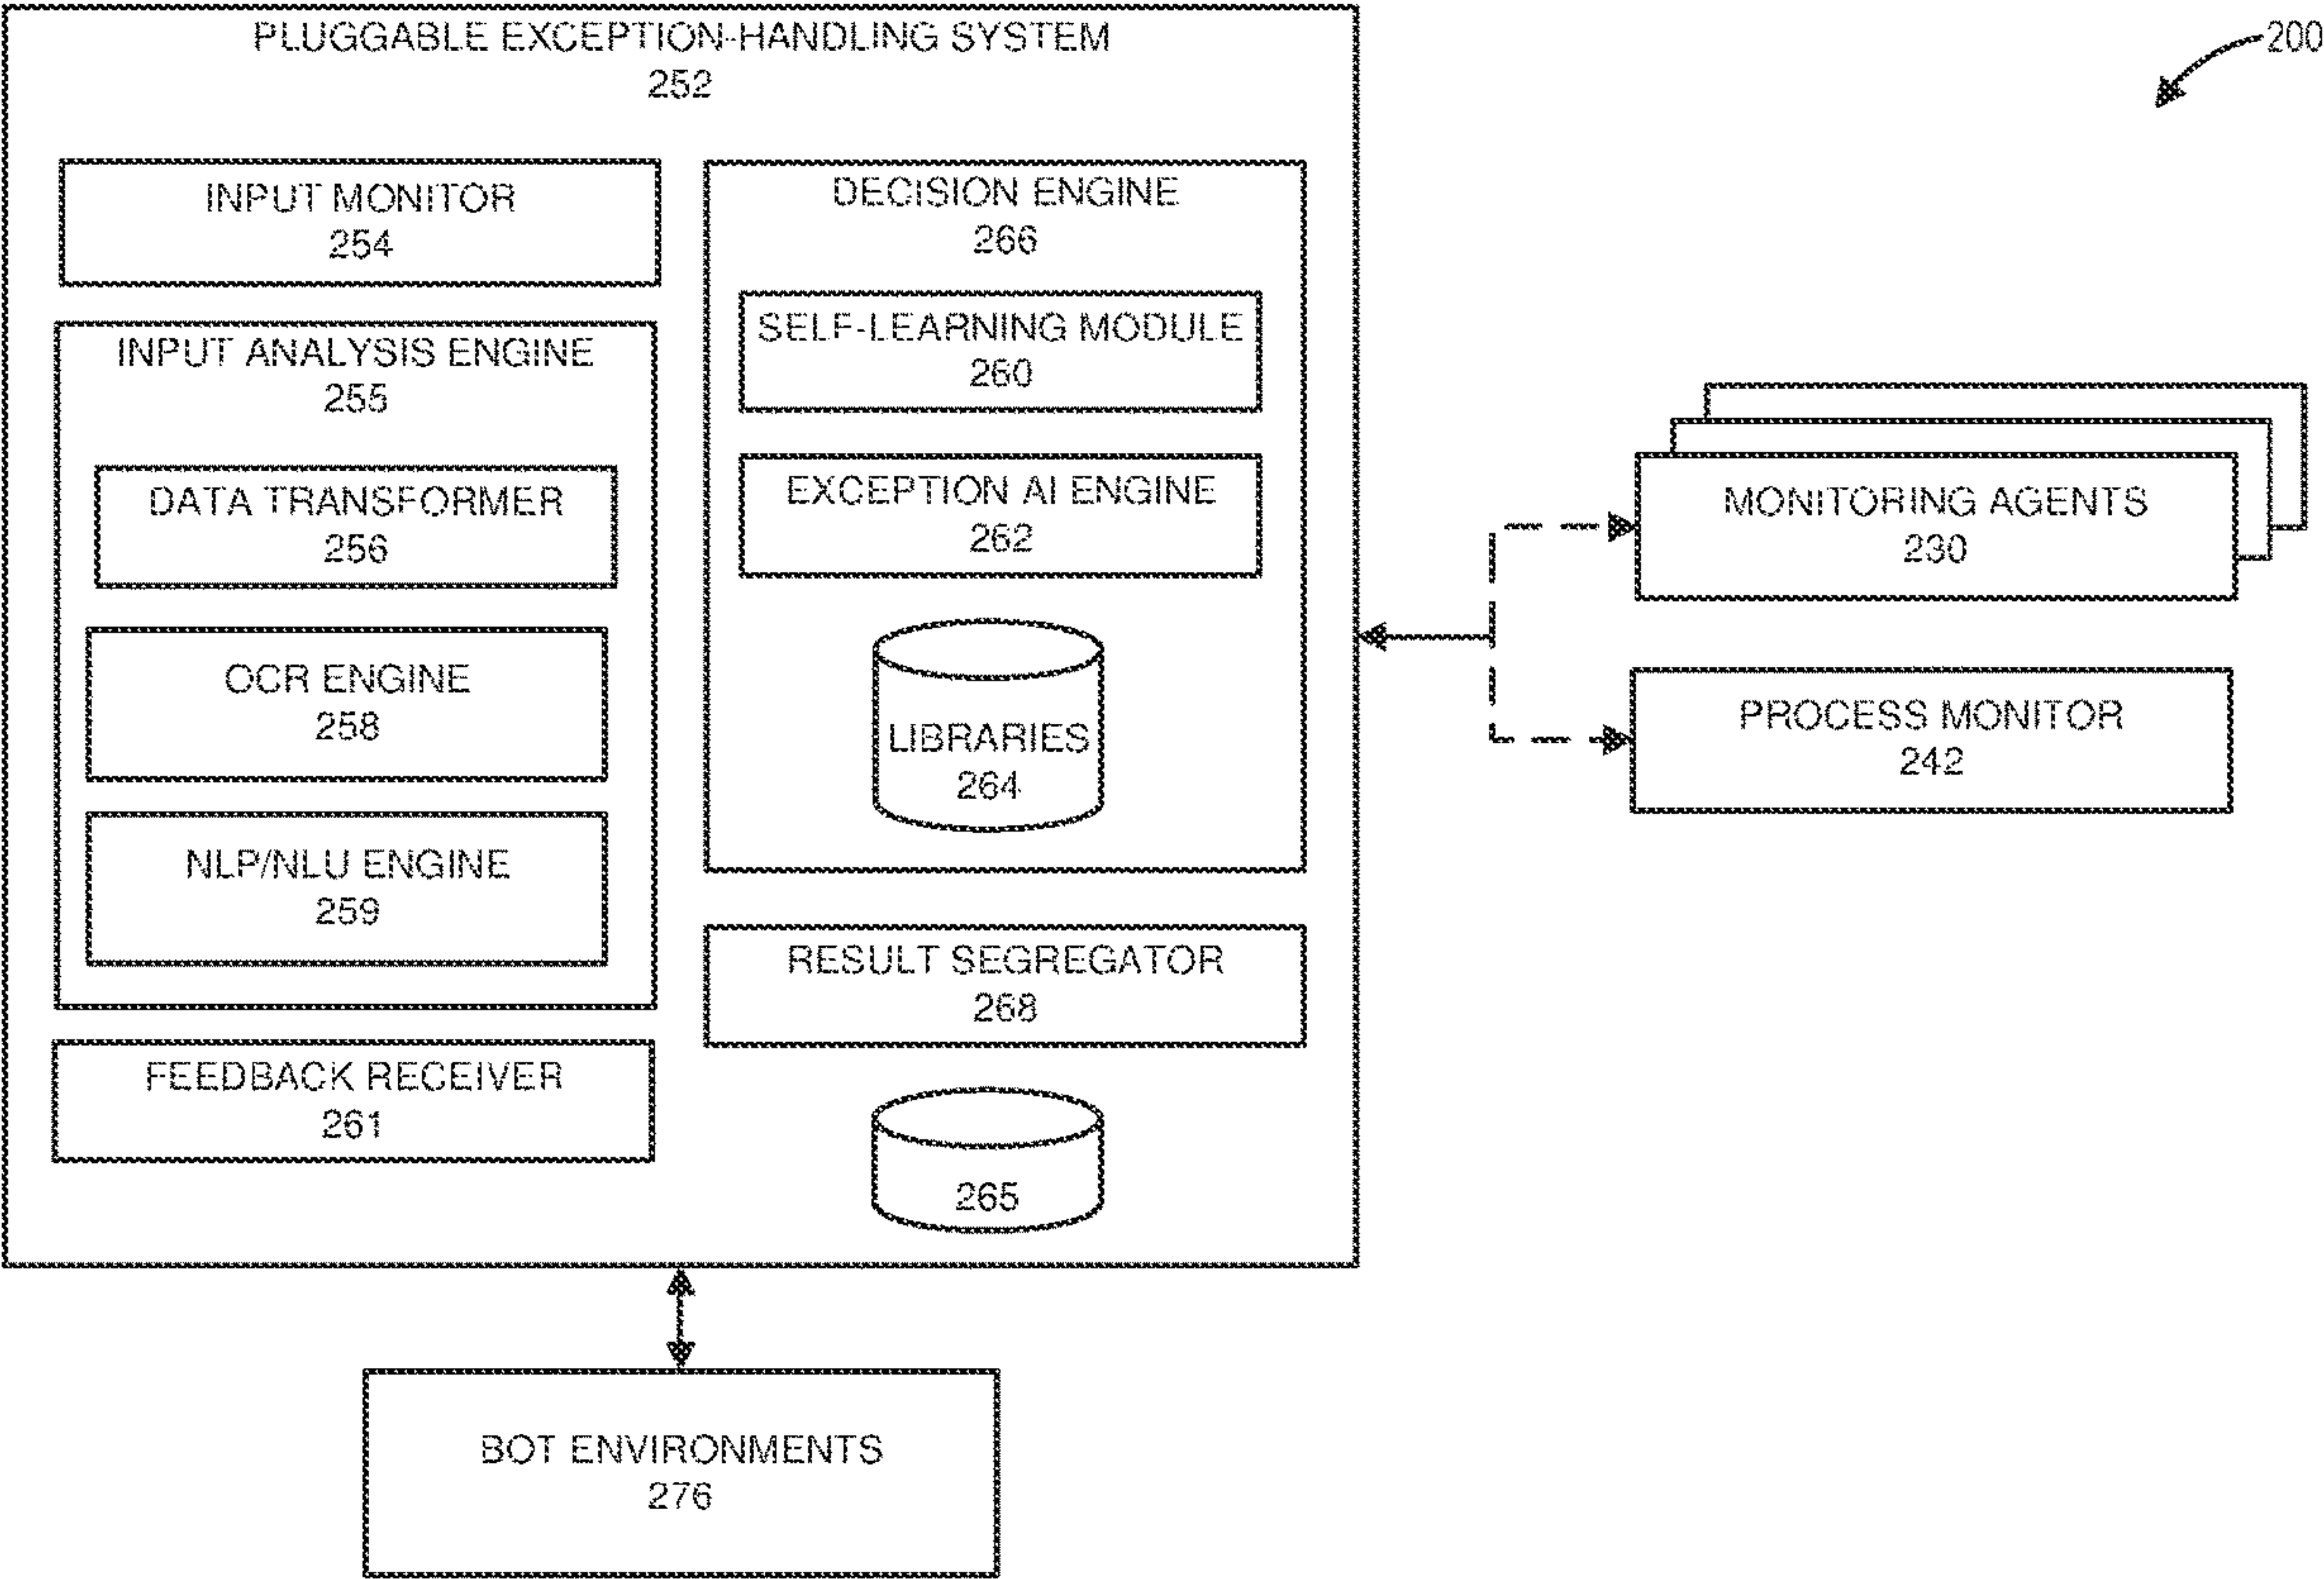 PLUGGABLE EXCEPTION-HANDLING SYSTEM
252
200
INPUT MONITOR
254
INPUT ANALYSIS ENGINE
255
DATA TRANSFORMER
256
OCR ENGINE
258
NLP/NLU ENGINE
259
FEEDBACK RECEIVER
261
DECISION ENGINE
266
SELF-LEARNING MODULE
260
EXCEPTION AI ENGINE
262
LIBRARIES
264
RESULT SEGREGATOR
268
265
MONITORING AGENTS
230
PROCESS MONITOR
242
BOT ENVIRONMENTS
276